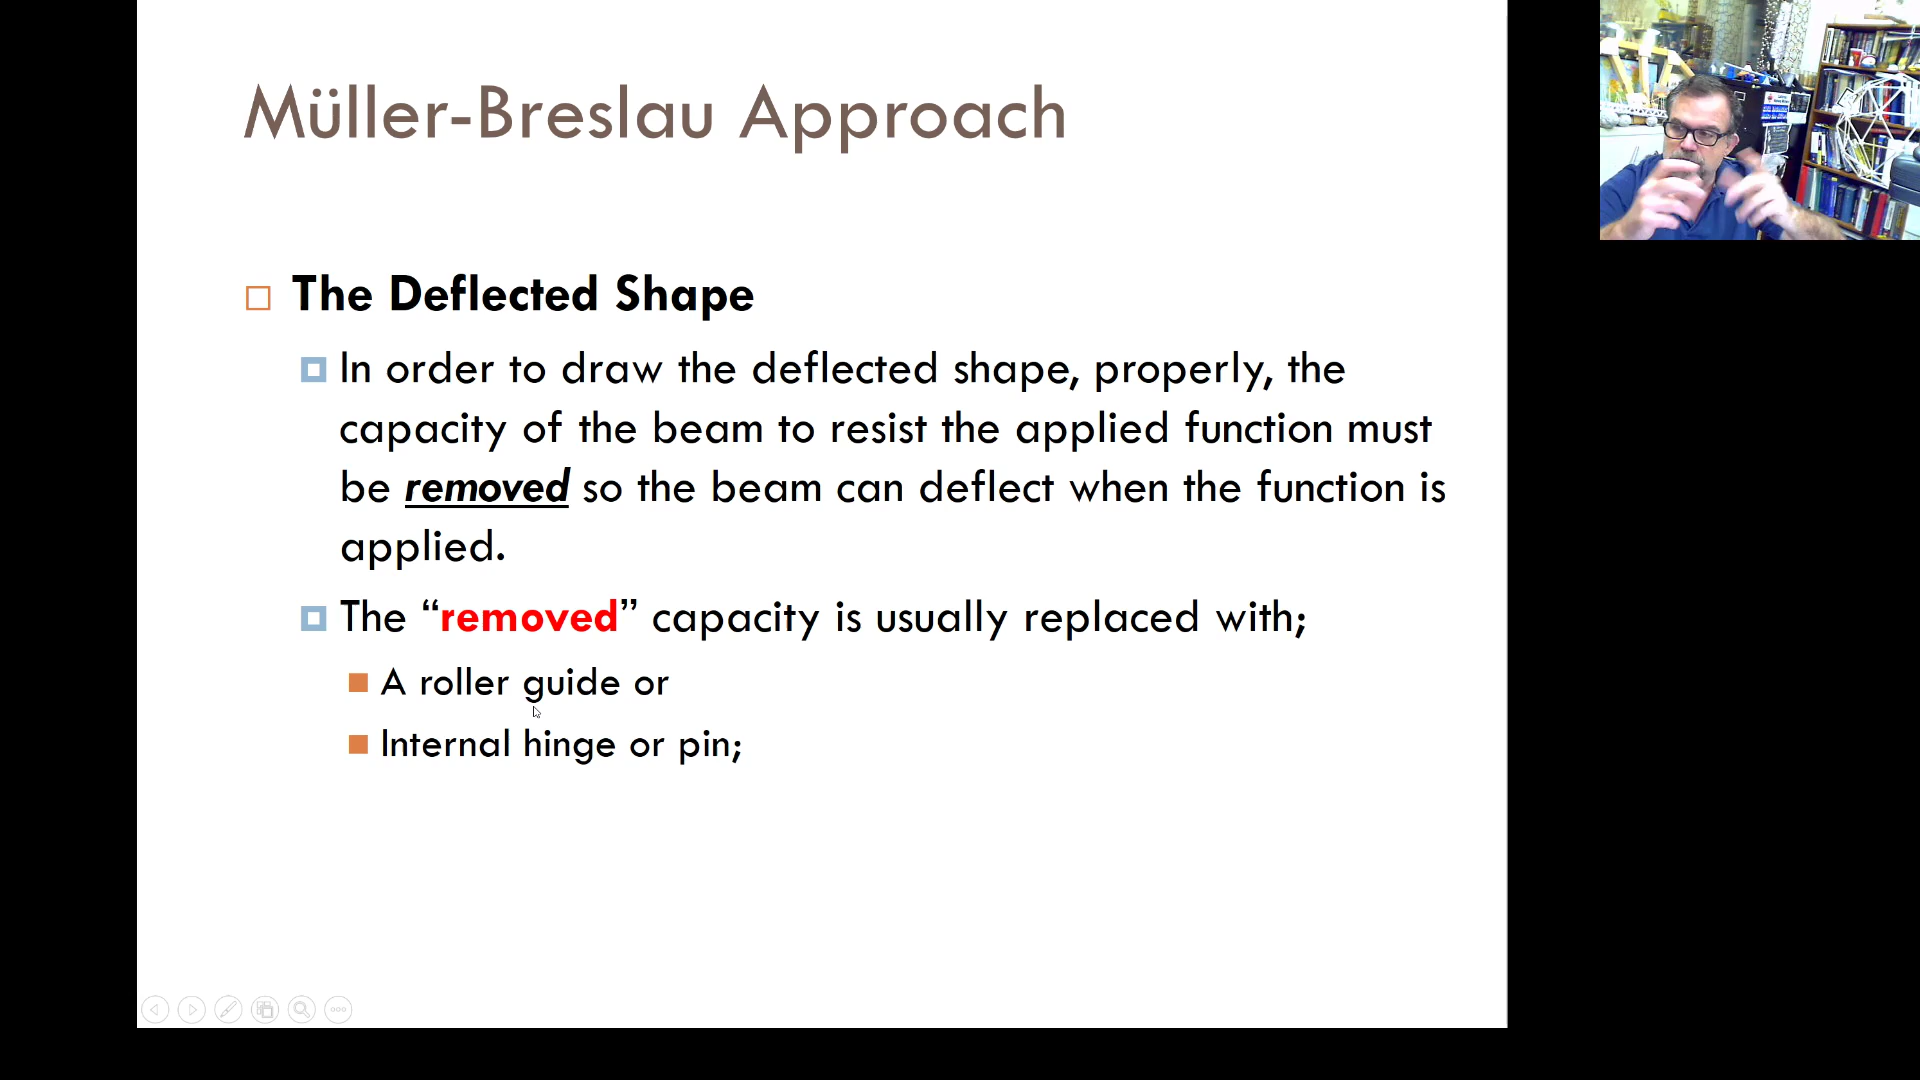 Müller-Breslau Approach
The Deflected Shape
In order to draw the deflected shape, properly, the
capacity of the beam to resist the applied function must
be removed so the beam can deflect when the function is
applied.
The “removed” capacity is usually replaced with;
A roller guide or
Internal hinge or pin;